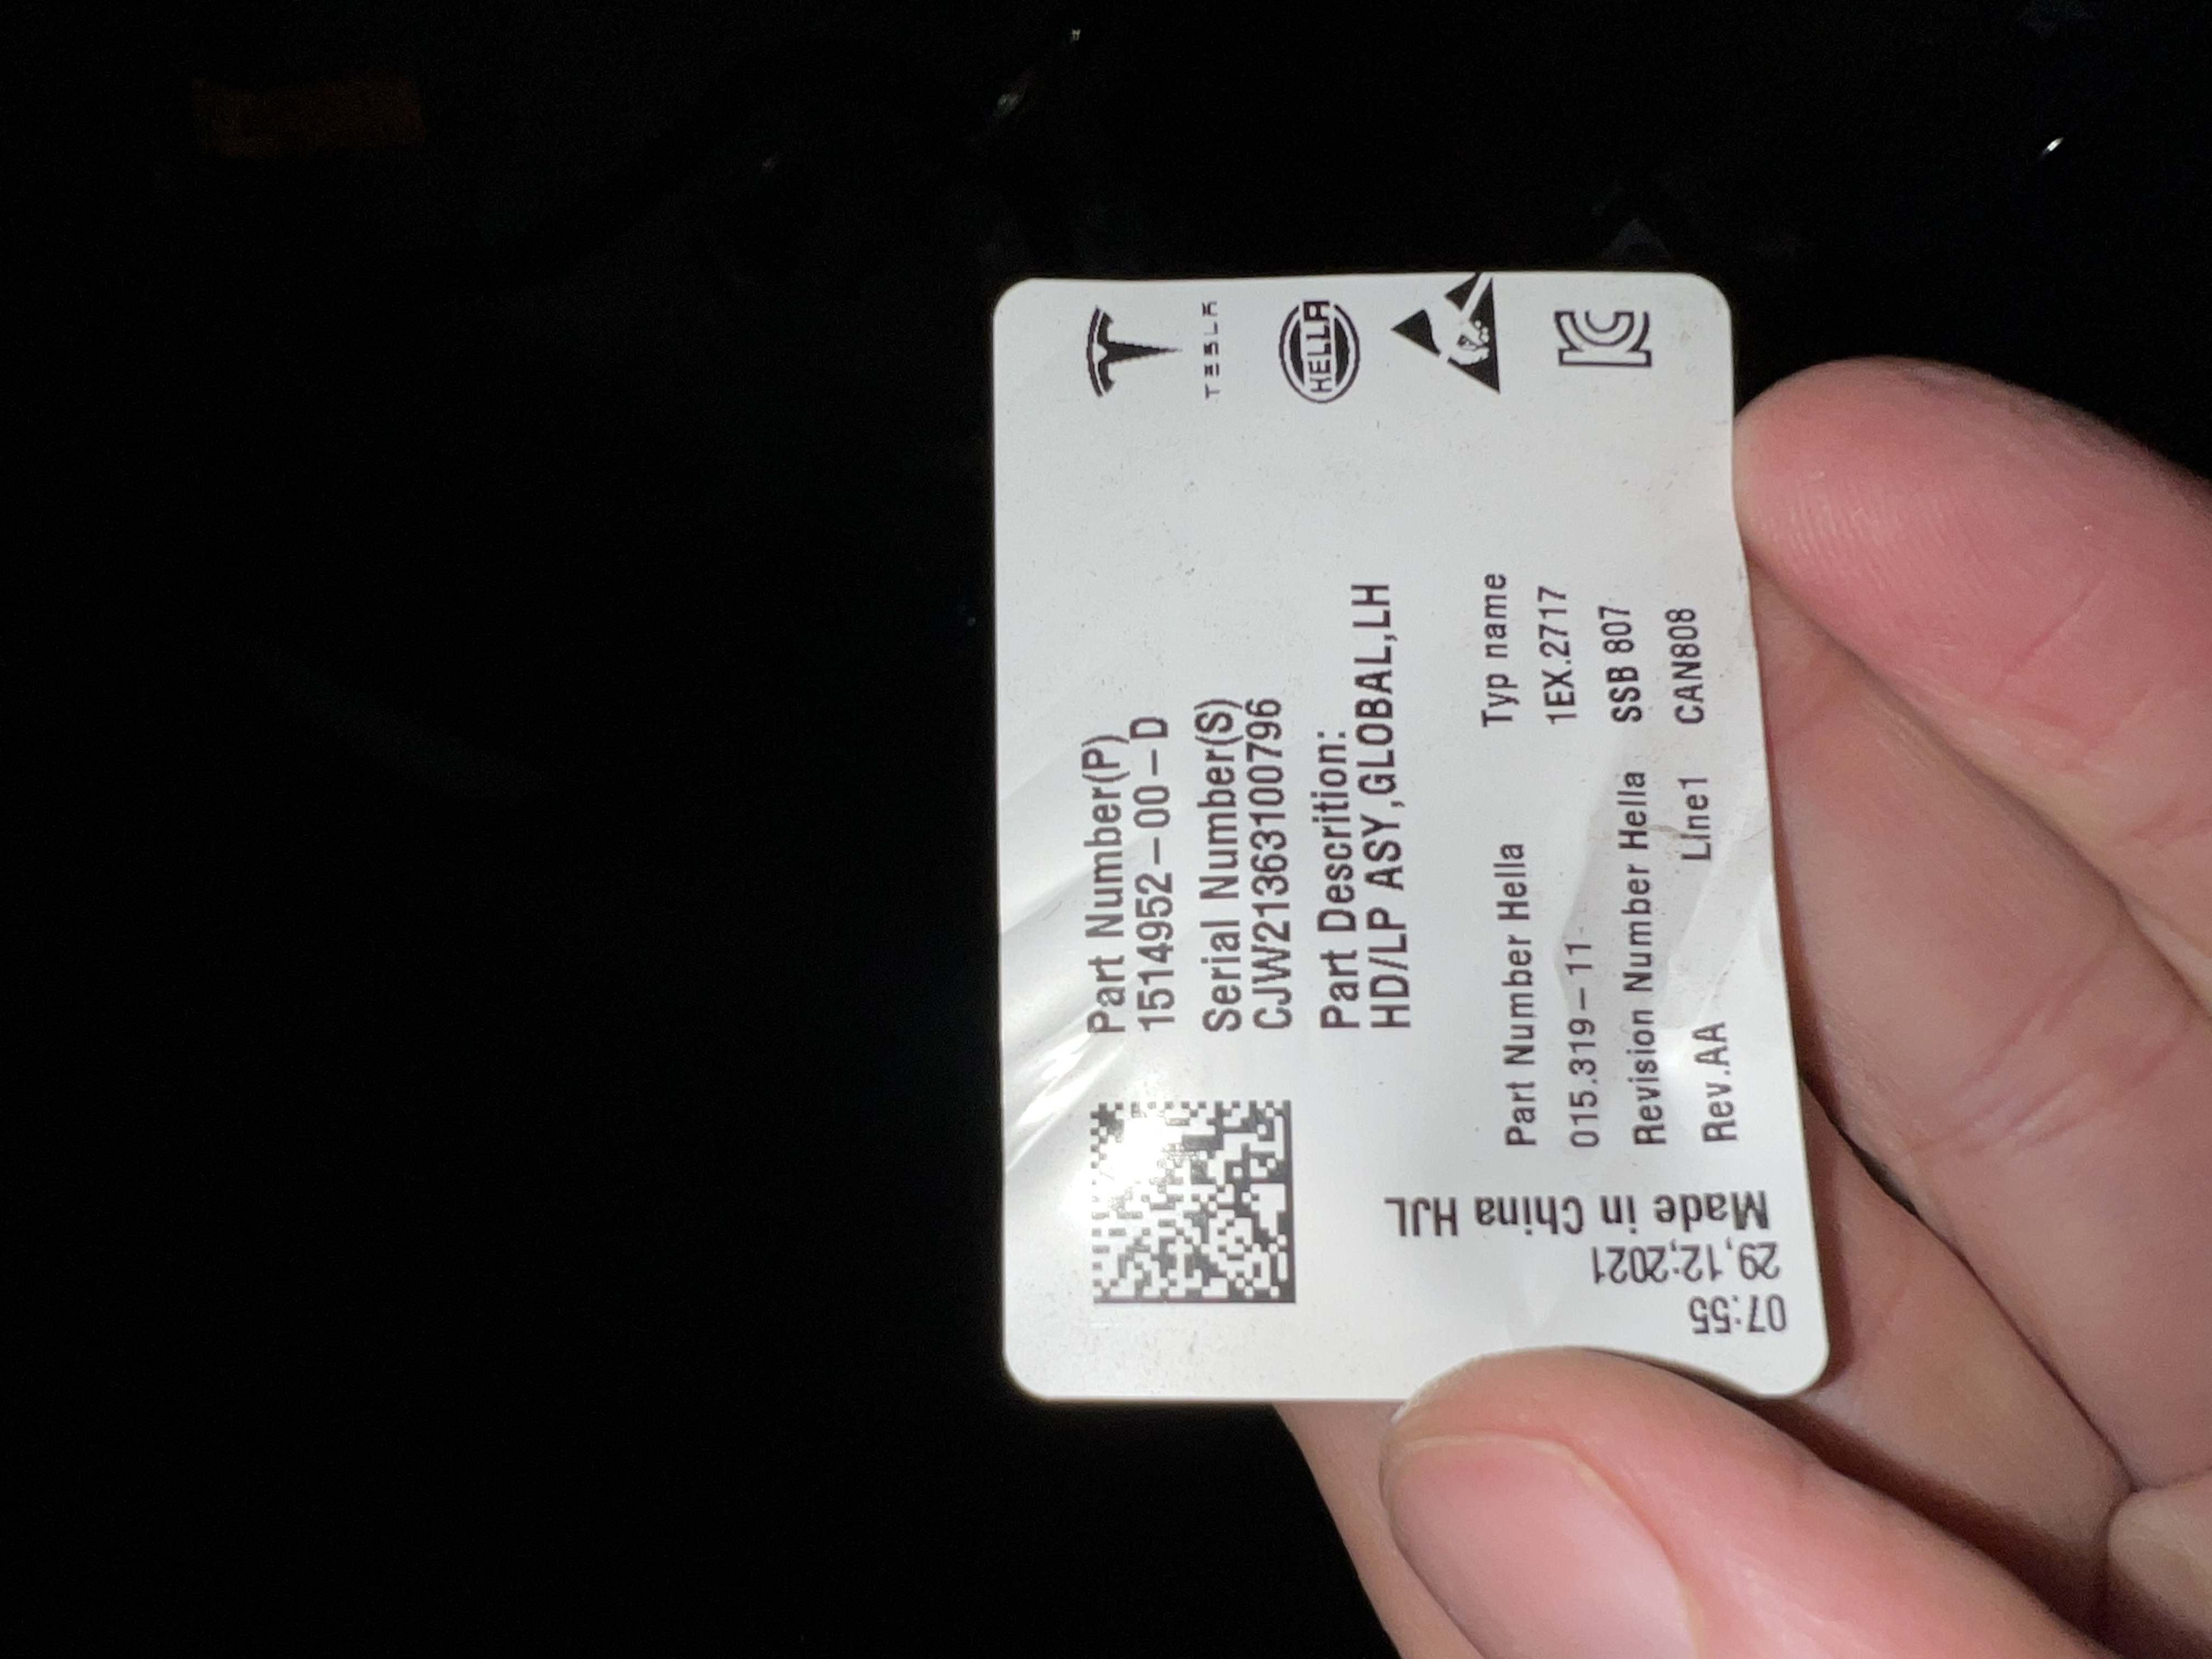 Part Number(P)
1514952-00-D
Serial Number(S)
CJW21363100796
Part Descrition:
HD/LP ASY,GLOBAL,LH
TESLA
HELLA
Part Number Hella Typ name
015.319-11 1EX.2717
Revision Number Hella SSB 807
Rev.AA Line1 CAN808
Made in China HJL
29,12;2021
07:55